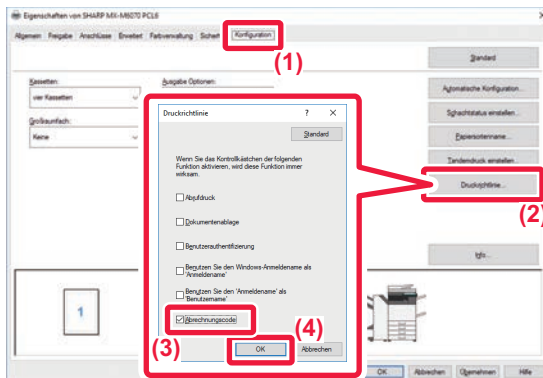 Eigenschaften von SHARP MX-M6070 PCL6
Allgemein Freigabe Anschlüsse Erweitert Farbverwaltung Sicherheit Konfiguration
(1)
Standard
Kassetten:
Ausgabe Optionen:
vier Kassetten
Automatische Konfiguration...
Schachtstatus einstellen...
Großraumfach:
Keine
Papiersortenname...
Tandemdruck einstellen...
Druckrichtlinie...
(2)
Info...
Druckrichtlinie ? X
Standard
Wenn Sie das Kontrollkästchen der folgenden
Funktion aktivieren, wird diese Funktion immer
wirksam.
Abrufdruck
Dokumentenablage
Benutzerauthentifizierung
Benutzen Sie den Windows-Anmeldename als
'Anmeldename'
Benutzen Sie den 'Anmeldename' als
'Benutzername'
Abrechnungscode
(3)
(4)
OK Abbrechen
1
OK Abbrechen Übernehmen Hilfe